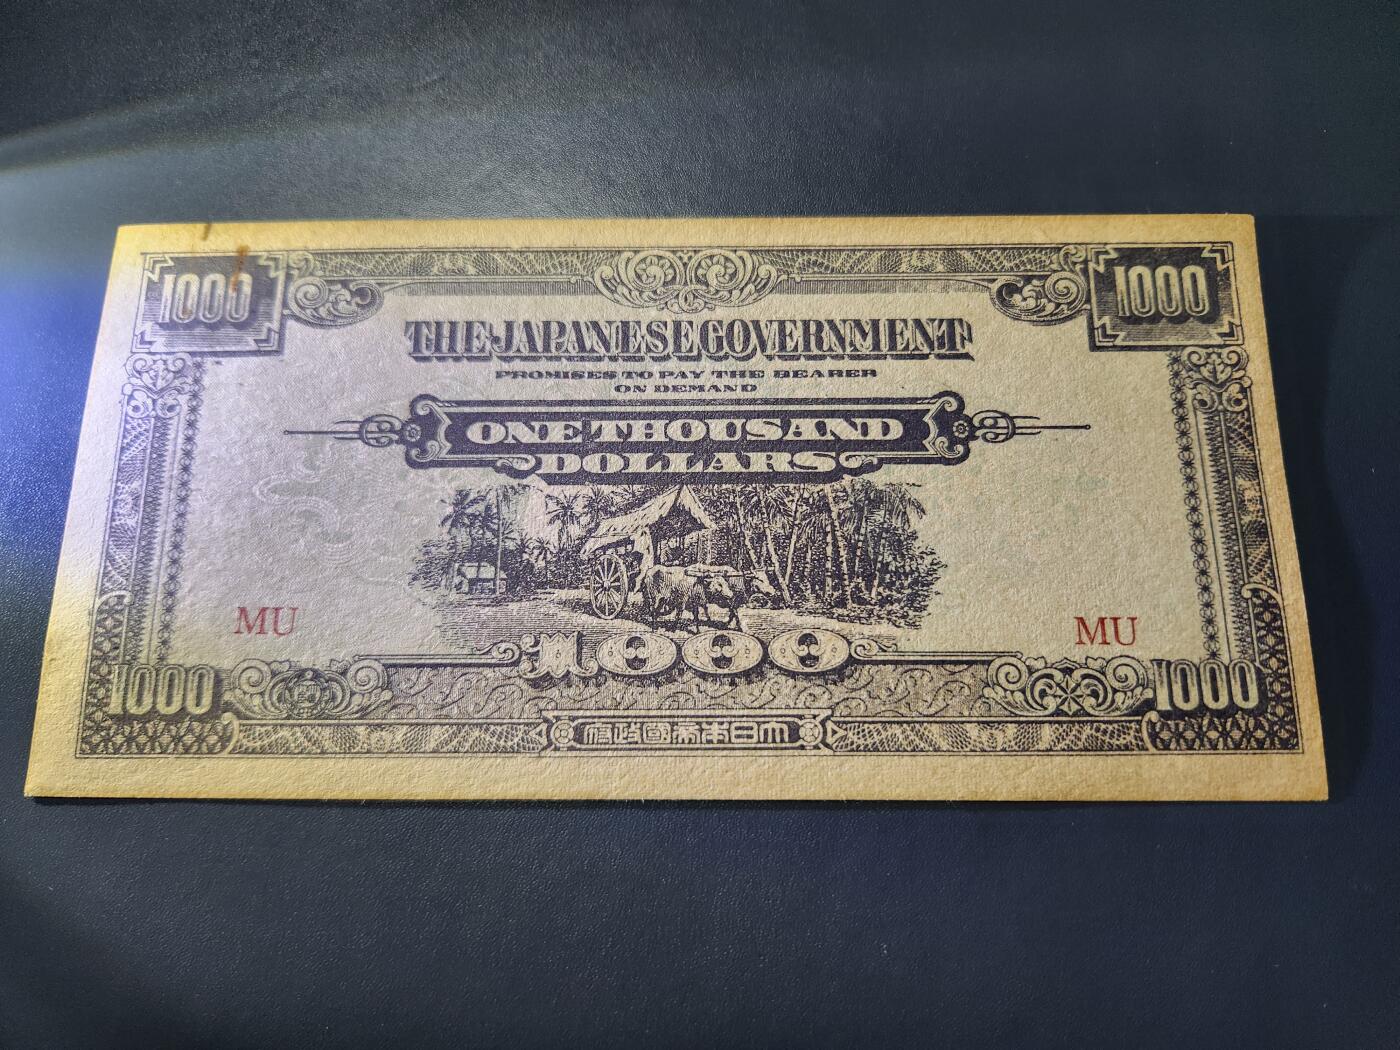 1000 1000
THE JAPANESE GOVERNMENT
PROMISES TO PAY THE BEARER
ON DEMAND
ONE THOUSAND
DOLLARS
MU MU
1000
1000 1000
府政國帝本日大